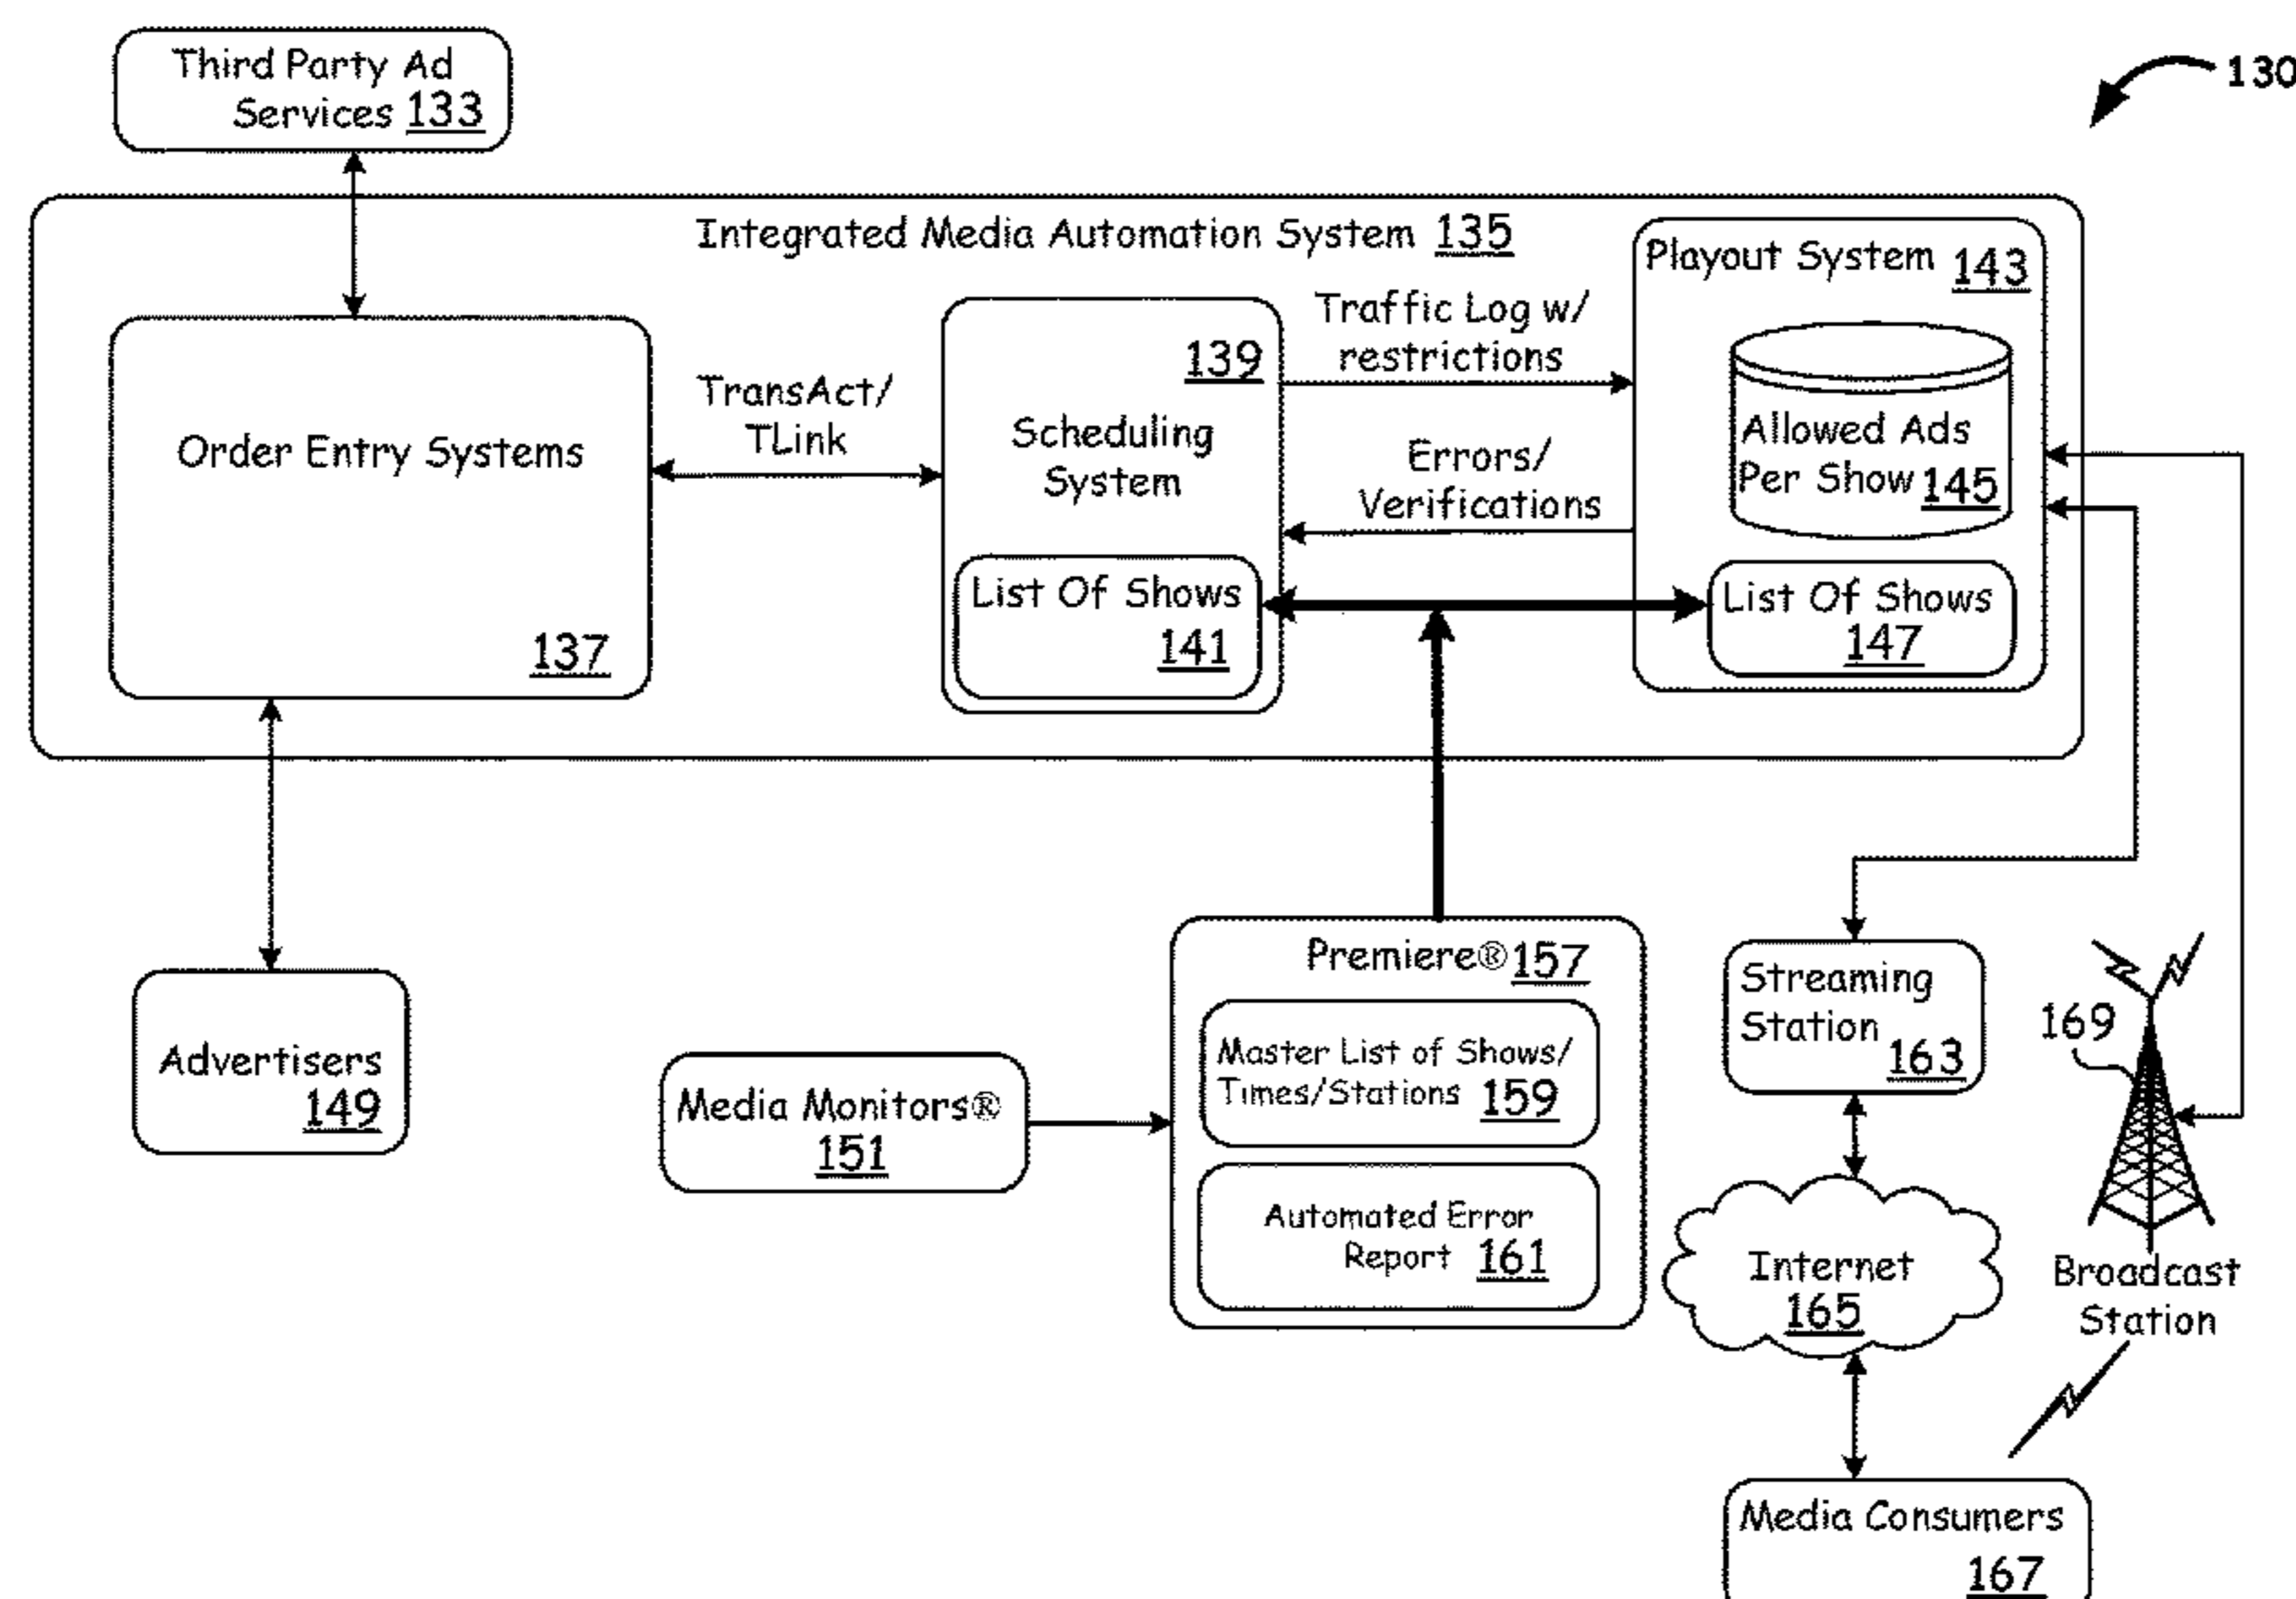 Third Party Ad
Services 133
130
Integrated Media Automation System 135
Playout System 143
Order Entry Systems
137
TransAct/
TLink
139
Scheduling
System
List Of Shows
141
Traffic Log w/
restrictions
Errors/
Verifications
Allowed Ads
Per Show 145
List Of Shows
147
Advertisers
149
Media Monitors®
151
Premiere® 157
Master List of Shows/
Times/Stations 159
Automated Error
Report 161
Streaming
Station
163
169
Internet
165
Broadcast
Station
Media Consumers
167